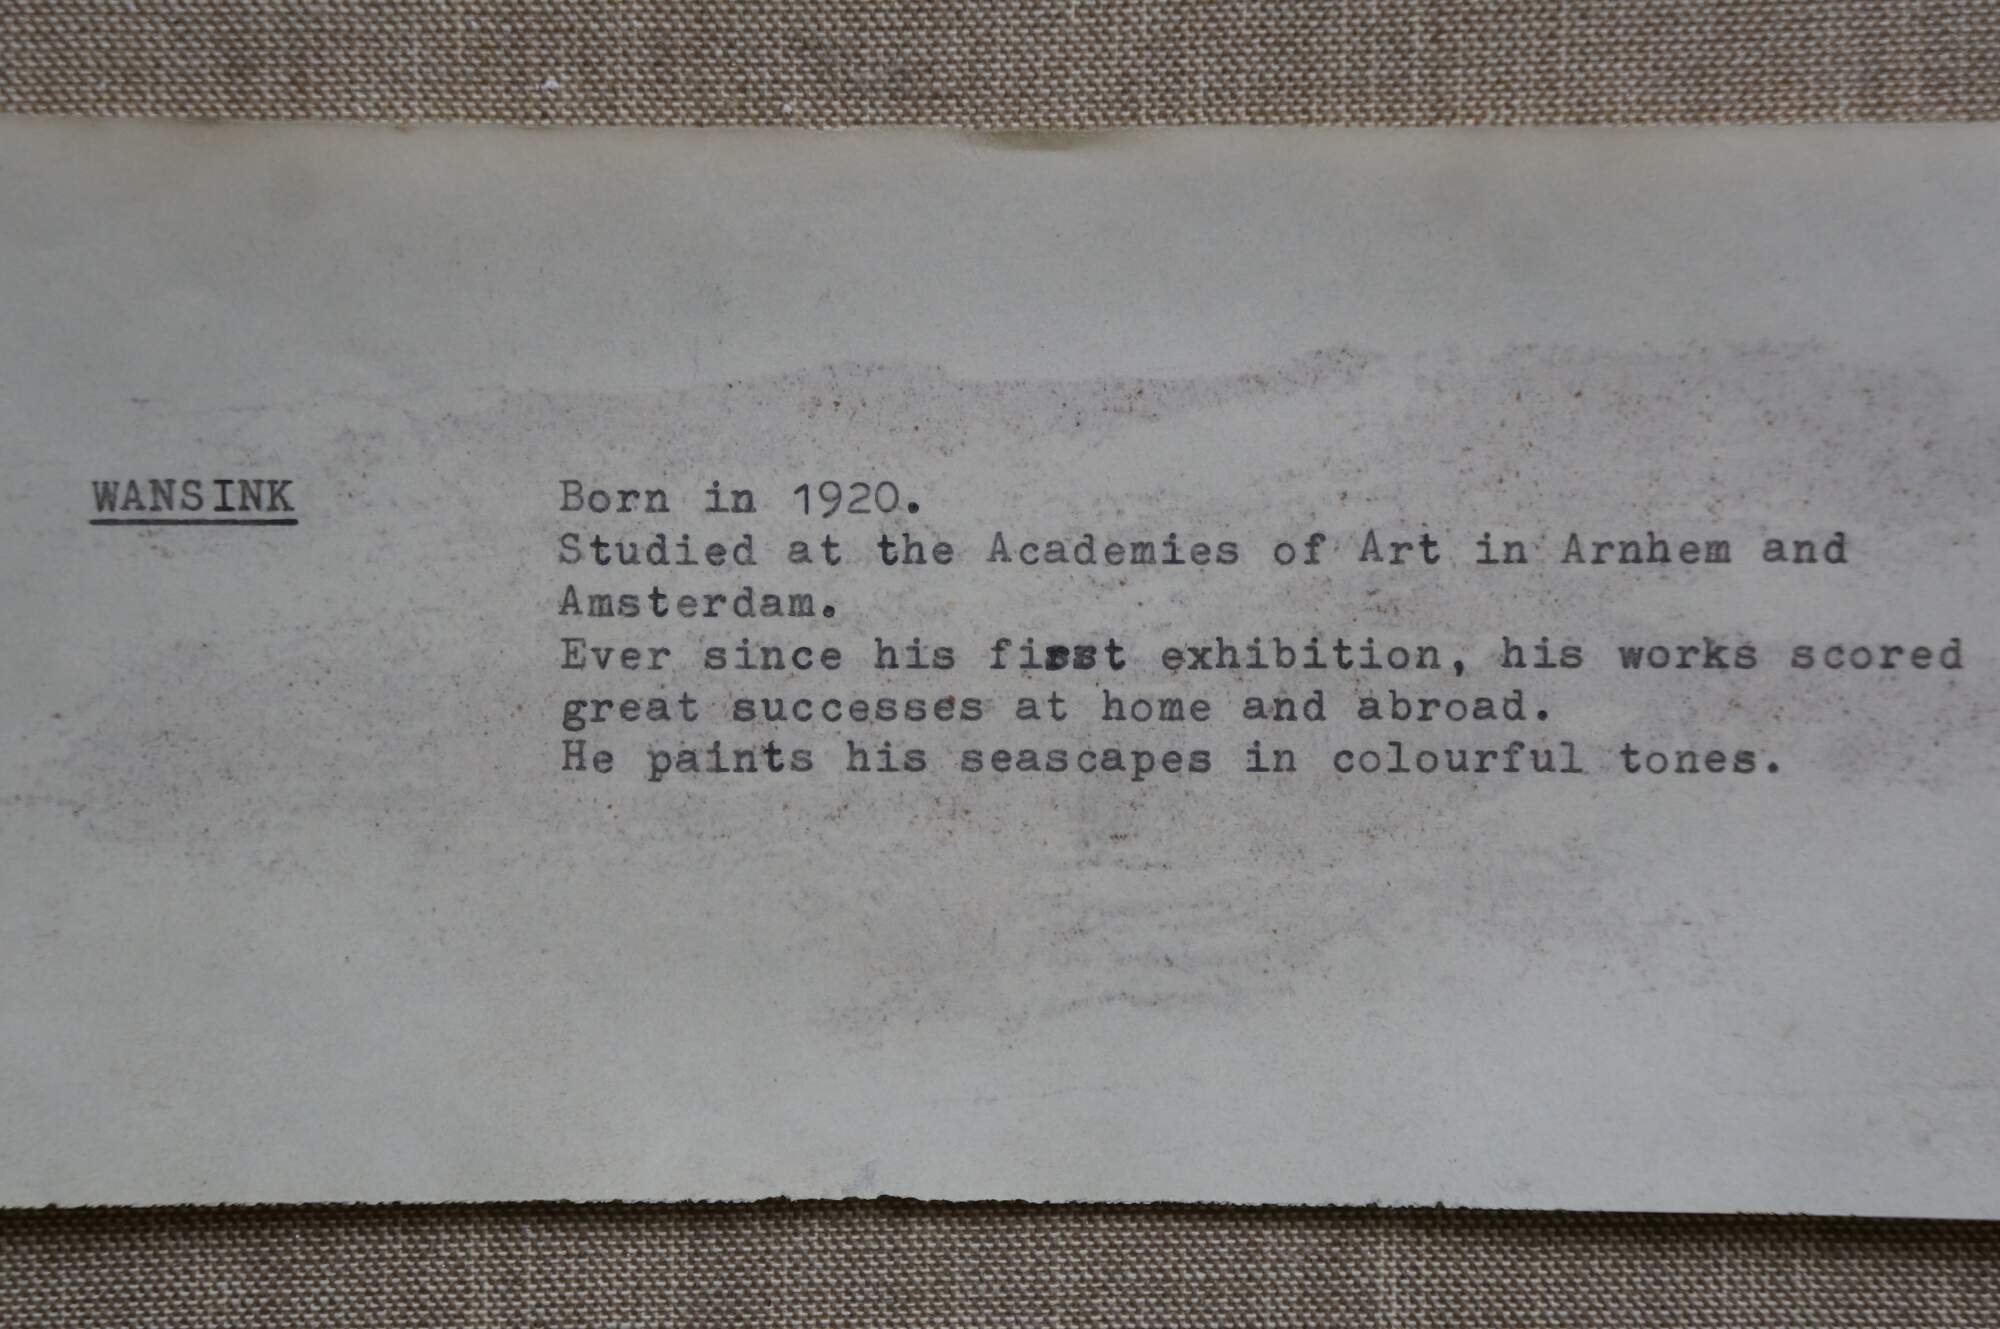 WANSINK Born in 1920.
Studied at the Academies of Art in Arnhem and
Amsterdam.
Ever since his first exhibition, his works scored
great successes at home and abroad.
He paints his seascapes in colourful tones.